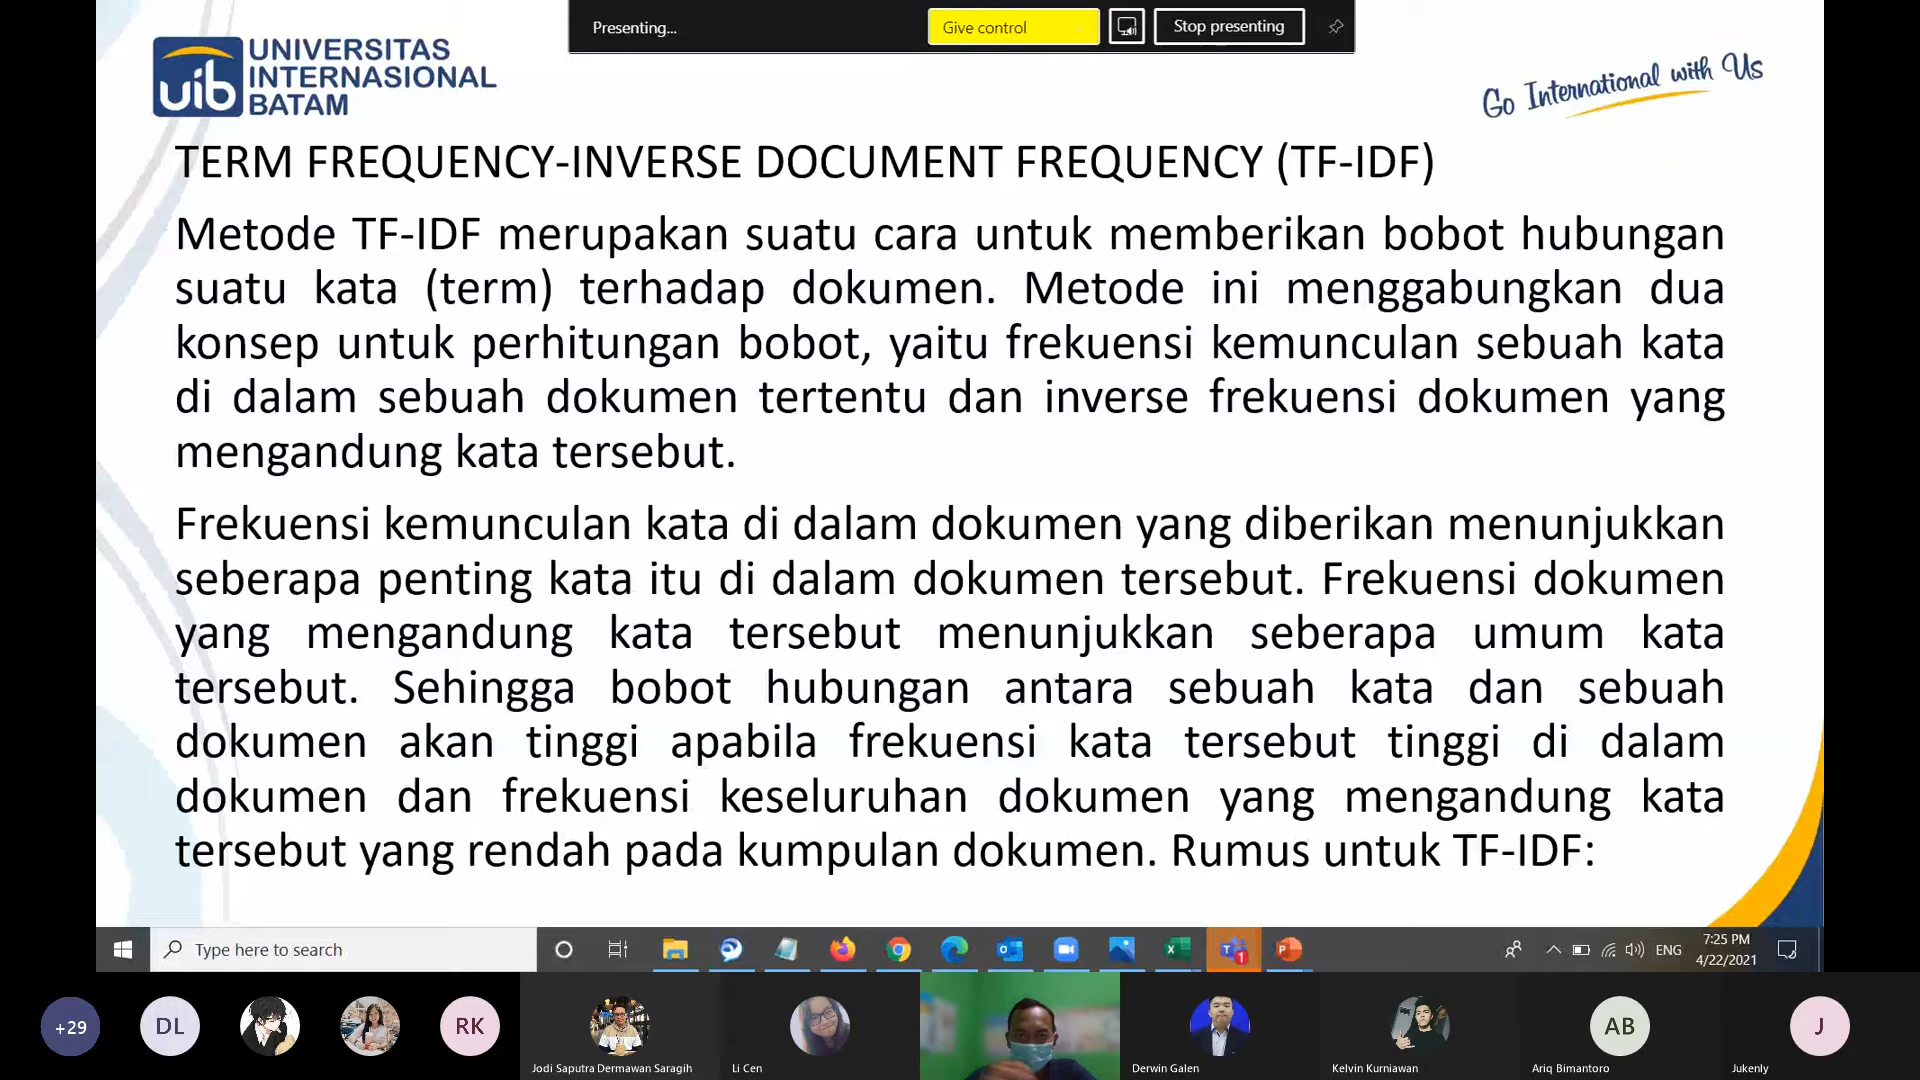 Presenting...
Give control
Stop presenting
uib
UNIVERSITAS
INTERNASIONAL
BATAM
Go International with Us
TERM FREQUENCY-INVERSE DOCUMENT FREQUENCY (TF-IDF)
Metode TF-IDF merupakan suatu cara untuk memberikan bobot hubungan
suatu kata (term) terhadap dokumen. Metode ini menggabungkan dua
konsep untuk perhitungan bobot, yaitu frekuensi kemunculan sebuah kata
di dalam sebuah dokumen tertentu dan inverse frekuensi dokumen yang
mengandung kata tersebut.
Frekuensi kemunculan kata di dalam dokumen yang diberikan menunjukkan
seberapa penting kata itu di dalam dokumen tersebut. Frekuensi dokumen
yang mengandung kata tersebut menunjukkan seberapa umum kata
tersebut. Sehingga bobot hubungan antara sebuah kata dan sebuah
dokumen akan tinggi apabila frekuensi kata tersebut tinggi di dalam
dokumen dan frekuensi keseluruhan dokumen yang mengandung kata
tersebut yang rendah pada kumpulan dokumen. Rumus untuk TF-IDF:
Type here to search
ENG
7:25 PM
4/22/2021
+29
DL
RK
AB
J
Jodi Saputra Dermawan Saragih
Li Cen
Derwin Galen
Kelvin Kurniawan
Ariq Bimantoro
Jukenly